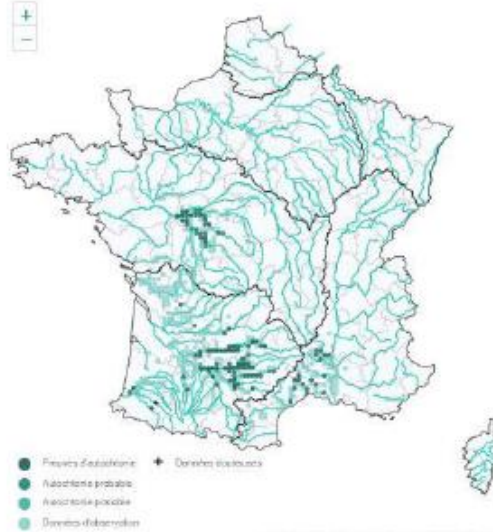 +
−
Preuves d'autochtonie
Données douteuses
Autochtonie probable
Autochtonie possible
Données d'observation